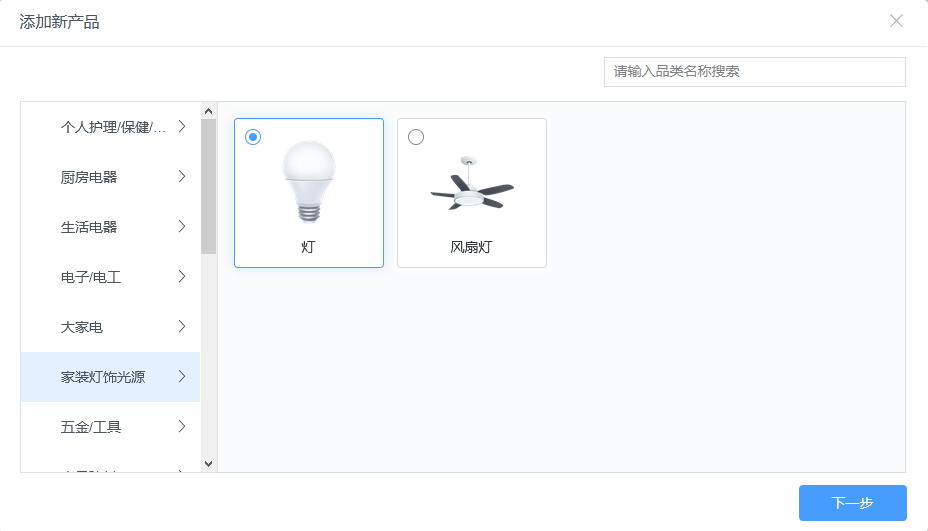 添加新产品
请输入品类名称搜索
个人护理/保健/...
厨房电器
生活电器
电子/电工
大家电
家装灯饰光源
五金/工具
灯
风扇灯
下一步